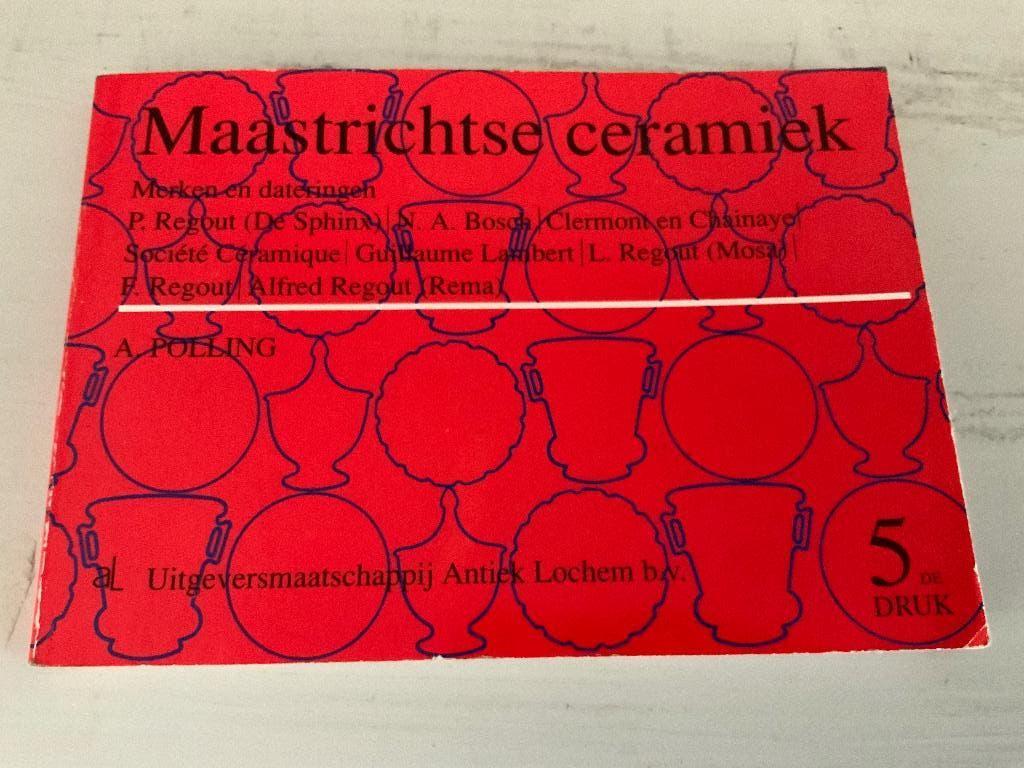 Maastrichtse ceramiek
Merken en dateringen
P. Regout (De Sphinx) | N. A. Bosch | Clermont en Chainaye |
Société Céramique | Guillaume Lambert | L. Regout (Mosa) |
F. Regout | Alfred Regout (Rema)
A. POLLING
aL Uitgeversmaatschappij Antiek Lochem b.v.
5 DE
DRUK